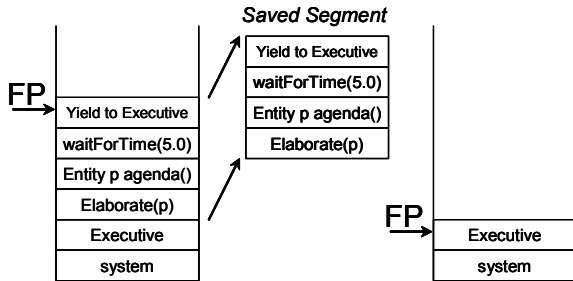 Saved Segment
Yield to Executive
waitForTime(5.0)
Entity p agenda()
Elaborate(p)
FP
Yield to Executive
waitForTime(5.0)
Entity p agenda()
Elaborate(p)
Executive
system
FP
Executive
system